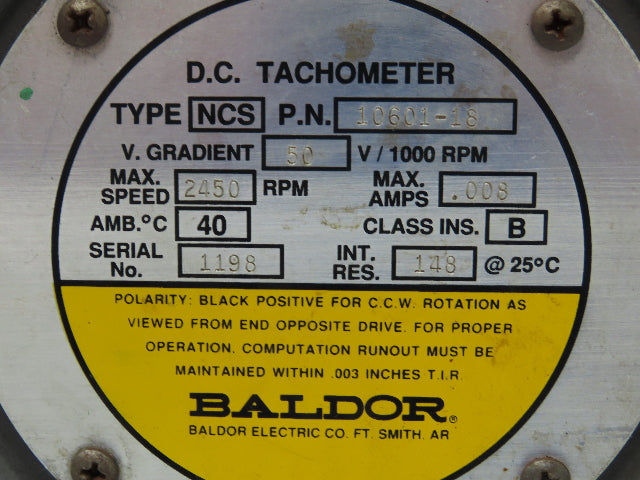 D.C. TACHOMETER
TYPE NCS P.N. 10601-18
V. GRADIENT 50 V / 1000 RPM
MAX. SPEED 2450 RPM MAX. AMPS .008
AMB.°C 40 CLASS INS. B
SERIAL No. 1198 INT. RES. 148 @ 25°C
POLARITY: BLACK POSITIVE FOR C.C.W. ROTATION AS
VIEWED FROM END OPPOSITE DRIVE. FOR PROPER
OPERATION. COMPUTATION RUNOUT MUST BE
MAINTAINED WITHIN .003 INCHES T.I.R
BALDOR®
BALDOR ELECTRIC CO. FT. SMITH. AR